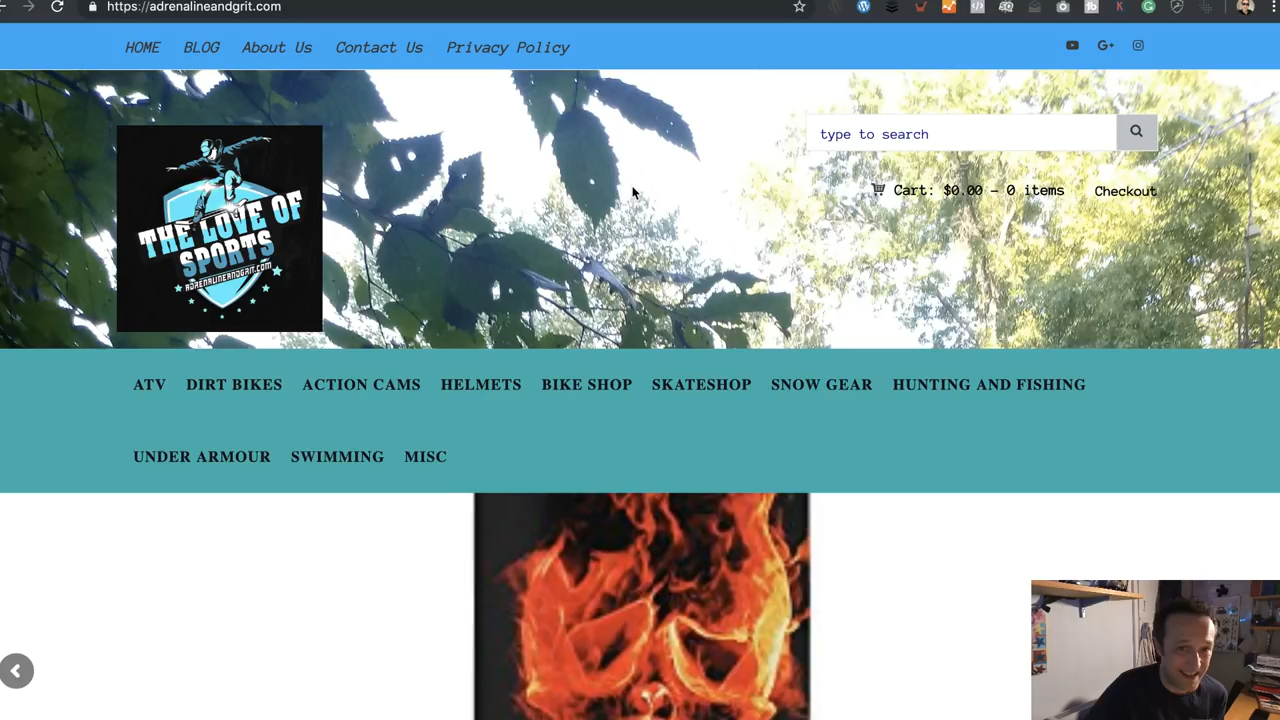 https://adrenalineandgrit.com
HOME BLOG About Us Contact Us Privacy Policy
G+
type to search
Cart: $0.00 - 0 items Checkout
THE LOVE OF
SPORTS
ADRENALINEANDGRIT.COM
ATV DIRT BIKES ACTION CAMS HELMETS BIKE SHOP SKATESHOP SNOW GEAR HUNTING AND FISHING
UNDER ARMOUR SWIMMING MISC